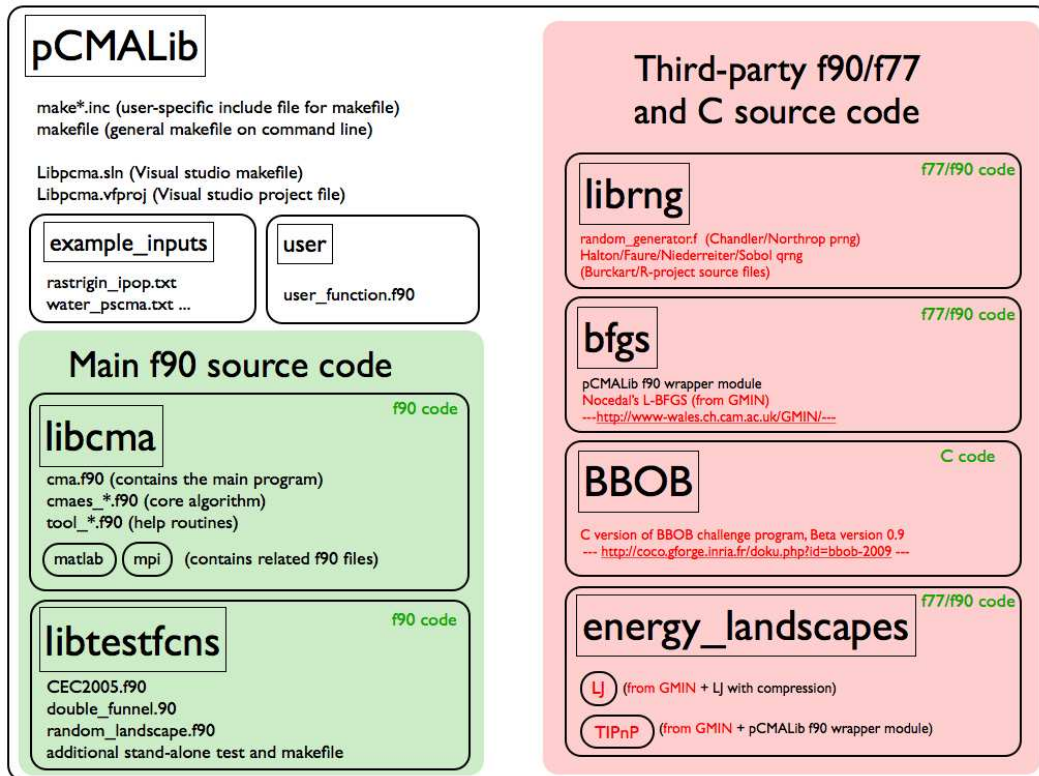 pCMALib
make*.inc (user-specific include file for makefile)
makefile (general makefile on command line)
Libpcma.sln (Visual studio makefile)
Libpcma.vfproj (Visual studio project file)
example_inputs
rastrigin_ipop.txt
water_pscma.txt ...
user
user_function.f90
Main f90 source code
f90 code
libcma
cma.f90 (contains the main program)
cmaes_*.f90 (core algorithm)
tool_*.f90 (help routines)
matlab mpi (contains related f90 files)
f90 code
libtestfcns
CEC2005.f90
double_funnel.90
random_landscape.f90
additional stand-alone test and makefile
Third-party f90/f77
and C source code
f77/f90 code
librng
random_generator.f (Chandler/Northrop prng)
Halton/Faure/Niederreiter/Sobol qrng
(Burckart/R-project source files)
f77/f90 code
bfgs
pCMALib f90 wrapper module
Nocedal's L-BFGS (from GMIN)
---http://www-wales.ch.cam.ac.uk/GMIN/---
C code
BBOB
C version of BBOB challenge program, Beta version 0.9
--- http://coco.gforge.inria.fr/doku.php?id=bbob-2009 ---
f77/f90 code
energy_landscapes
LJ (from GMIN + LJ with compression)
TIPnP (from GMIN + pCMALib f90 wrapper module)